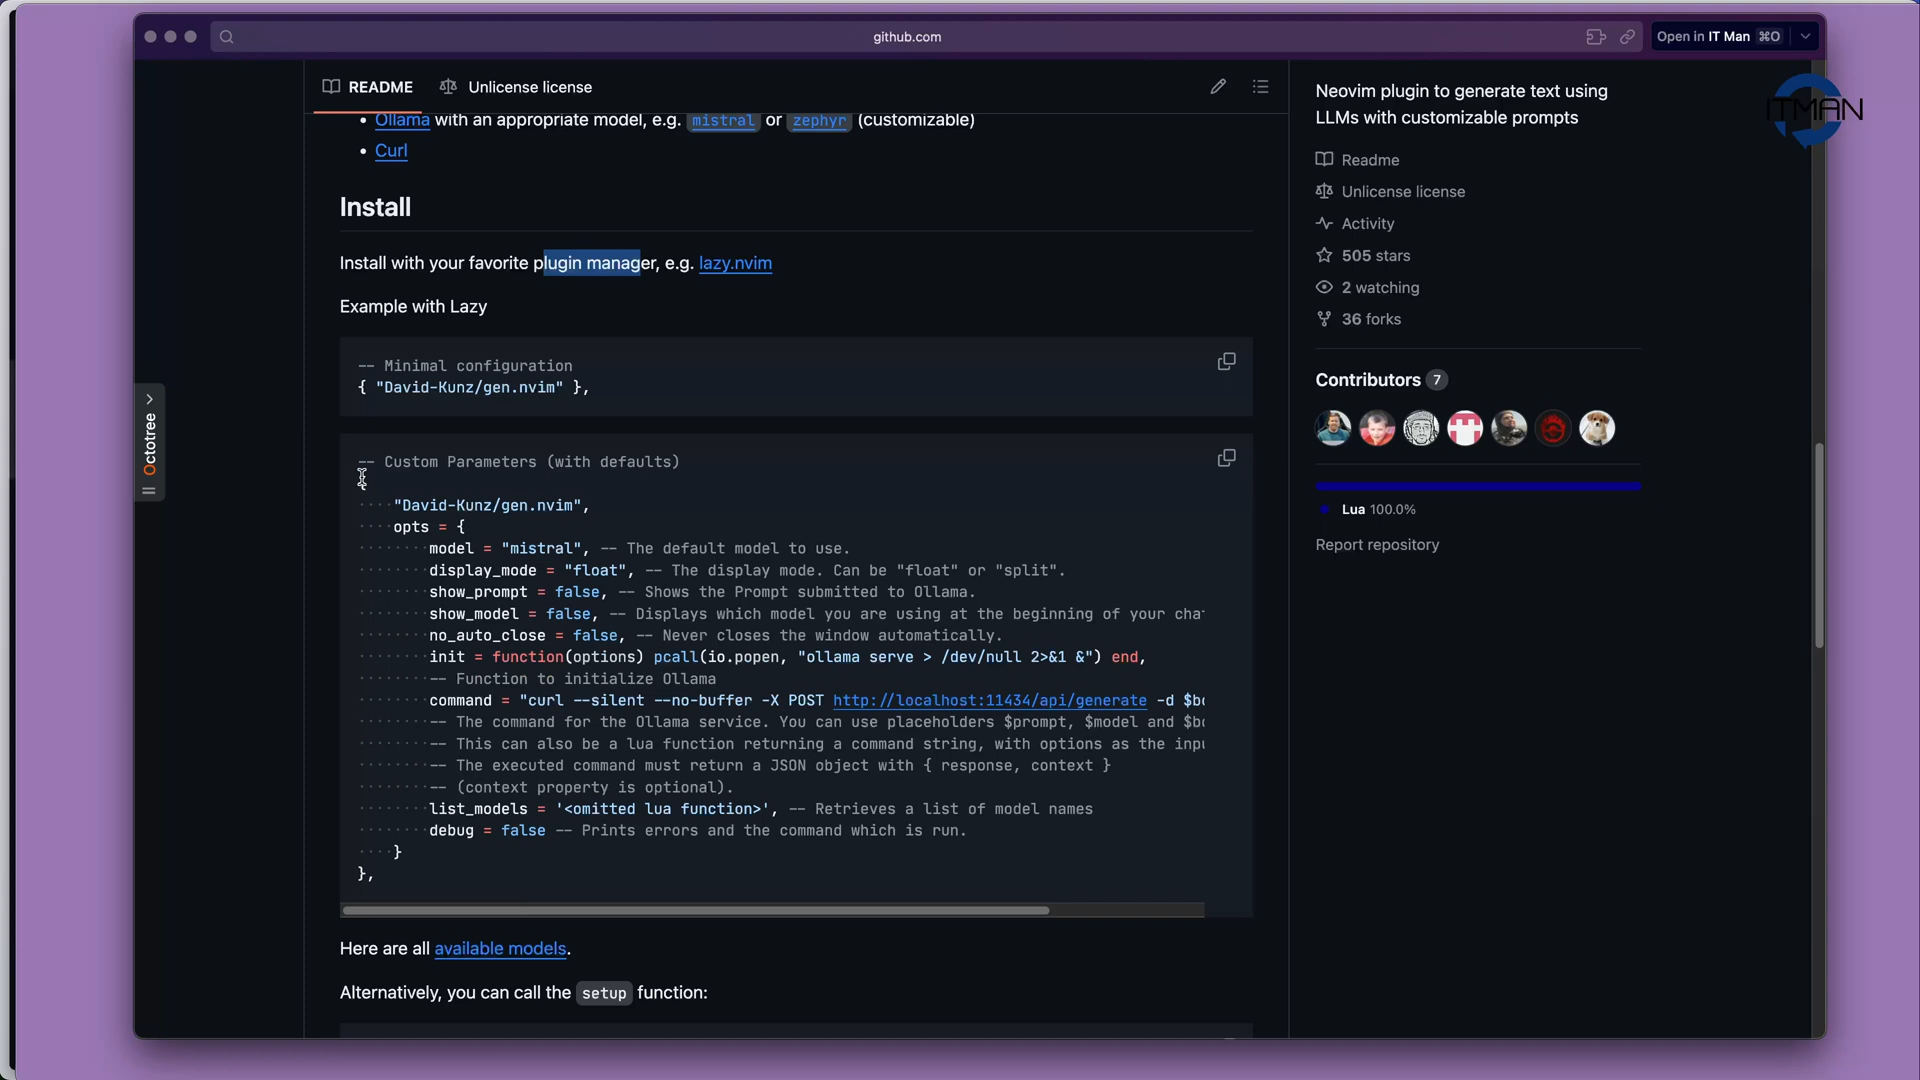 github.com
Open in IT Man ⌘O
ITMAN
README
Unlicense license
Ollama with an appropriate model, e.g. mistral or zephyr (customizable)
Curl
Install
Install with your favorite plugin manager, e.g. lazy.nvim
Example with Lazy
-- Minimal configuration
{ "David-Kunz/gen.nvim" },
-- Custom Parameters (with defaults)
{
"David-Kunz/gen.nvim",
opts = {
model = "mistral", -- The default model to use.
display_mode = "float", -- The display mode. Can be "float" or "split".
show_prompt = false, -- Shows the Prompt submitted to Ollama.
show_model = false, -- Displays which model you are using at the beginning of your cha
no_auto_close = false, -- Never closes the window automatically.
init = function(options) pcall(io.popen, "ollama serve > /dev/null 2>&1 &") end,
-- Function to initialize Ollama
command = "curl --silent --no-buffer -X POST http://localhost:11434/api/generate -d $bo
-- The command for the Ollama service. You can use placeholders $prompt, $model and $bo
-- This can also be a lua function returning a command string, with options as the inpu
-- The executed command must return a JSON object with { response, context }
-- (context property is optional).
list_models = '<omitted lua function>', -- Retrieves a list of model names
debug = false -- Prints errors and the command which is run.
}
},
Here are all available models.
Alternatively, you can call the setup function:
Octotree
Neovim plugin to generate text using
LLMs with customizable prompts
Readme
Unlicense license
Activity
505 stars
2 watching
36 forks
Contributors 7
Lua 100.0%
Report repository